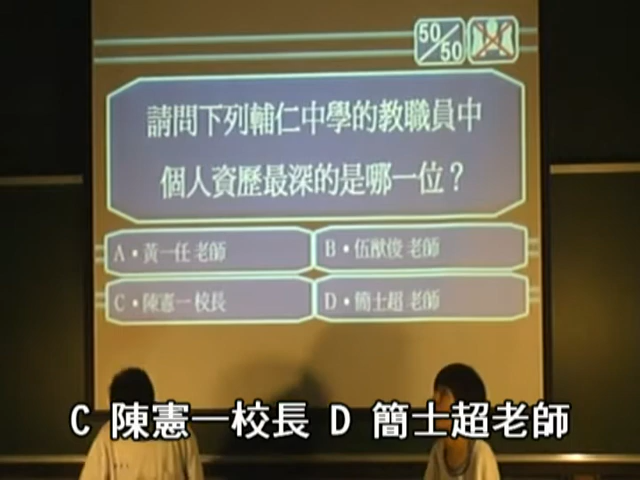 50/50
請問下列輔仁中學的教職員中
個人資歷最深的是哪一位？
A・黃一任 老師
B・伍猷俊 老師
C・陳憲一 校長
D・簡士超 老師
C 陳憲一校長 D 簡士超老師